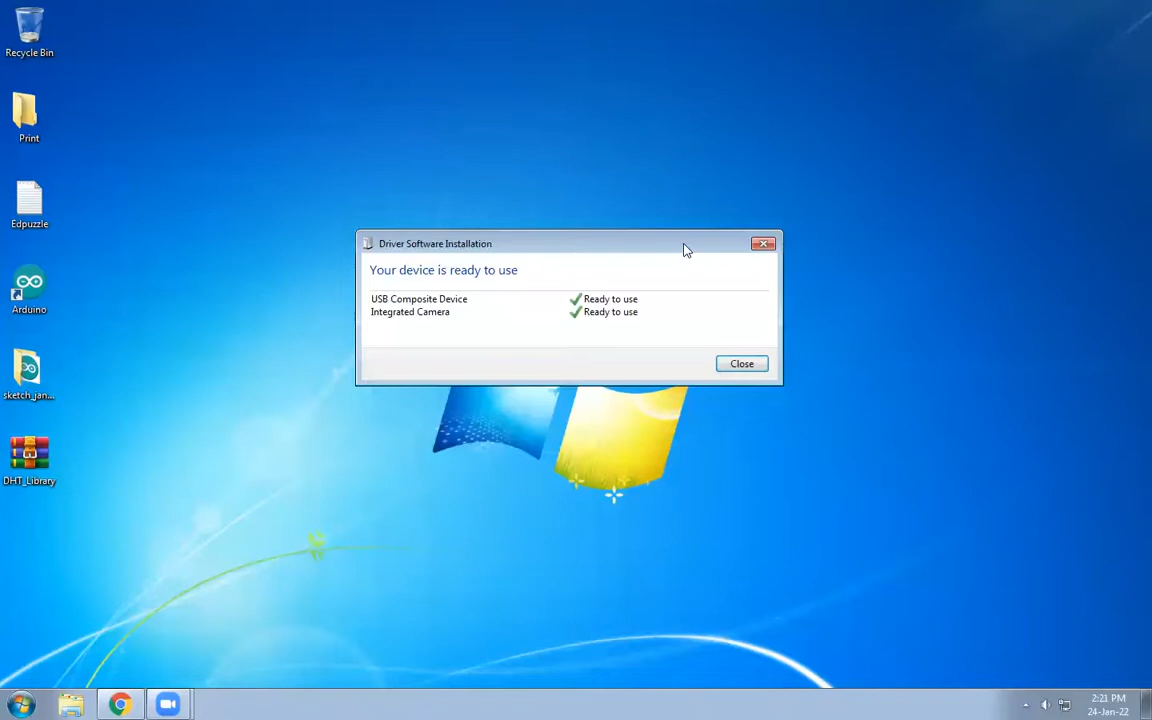 Recycle Bin
Print
Edpuzzle
Arduino
sketch_jan...
DHT_Library
Driver Software Installation
Your device is ready to use
USB Composite Device Ready to use
Integrated Camera Ready to use
Close
2:21 PM
24-Jan-22